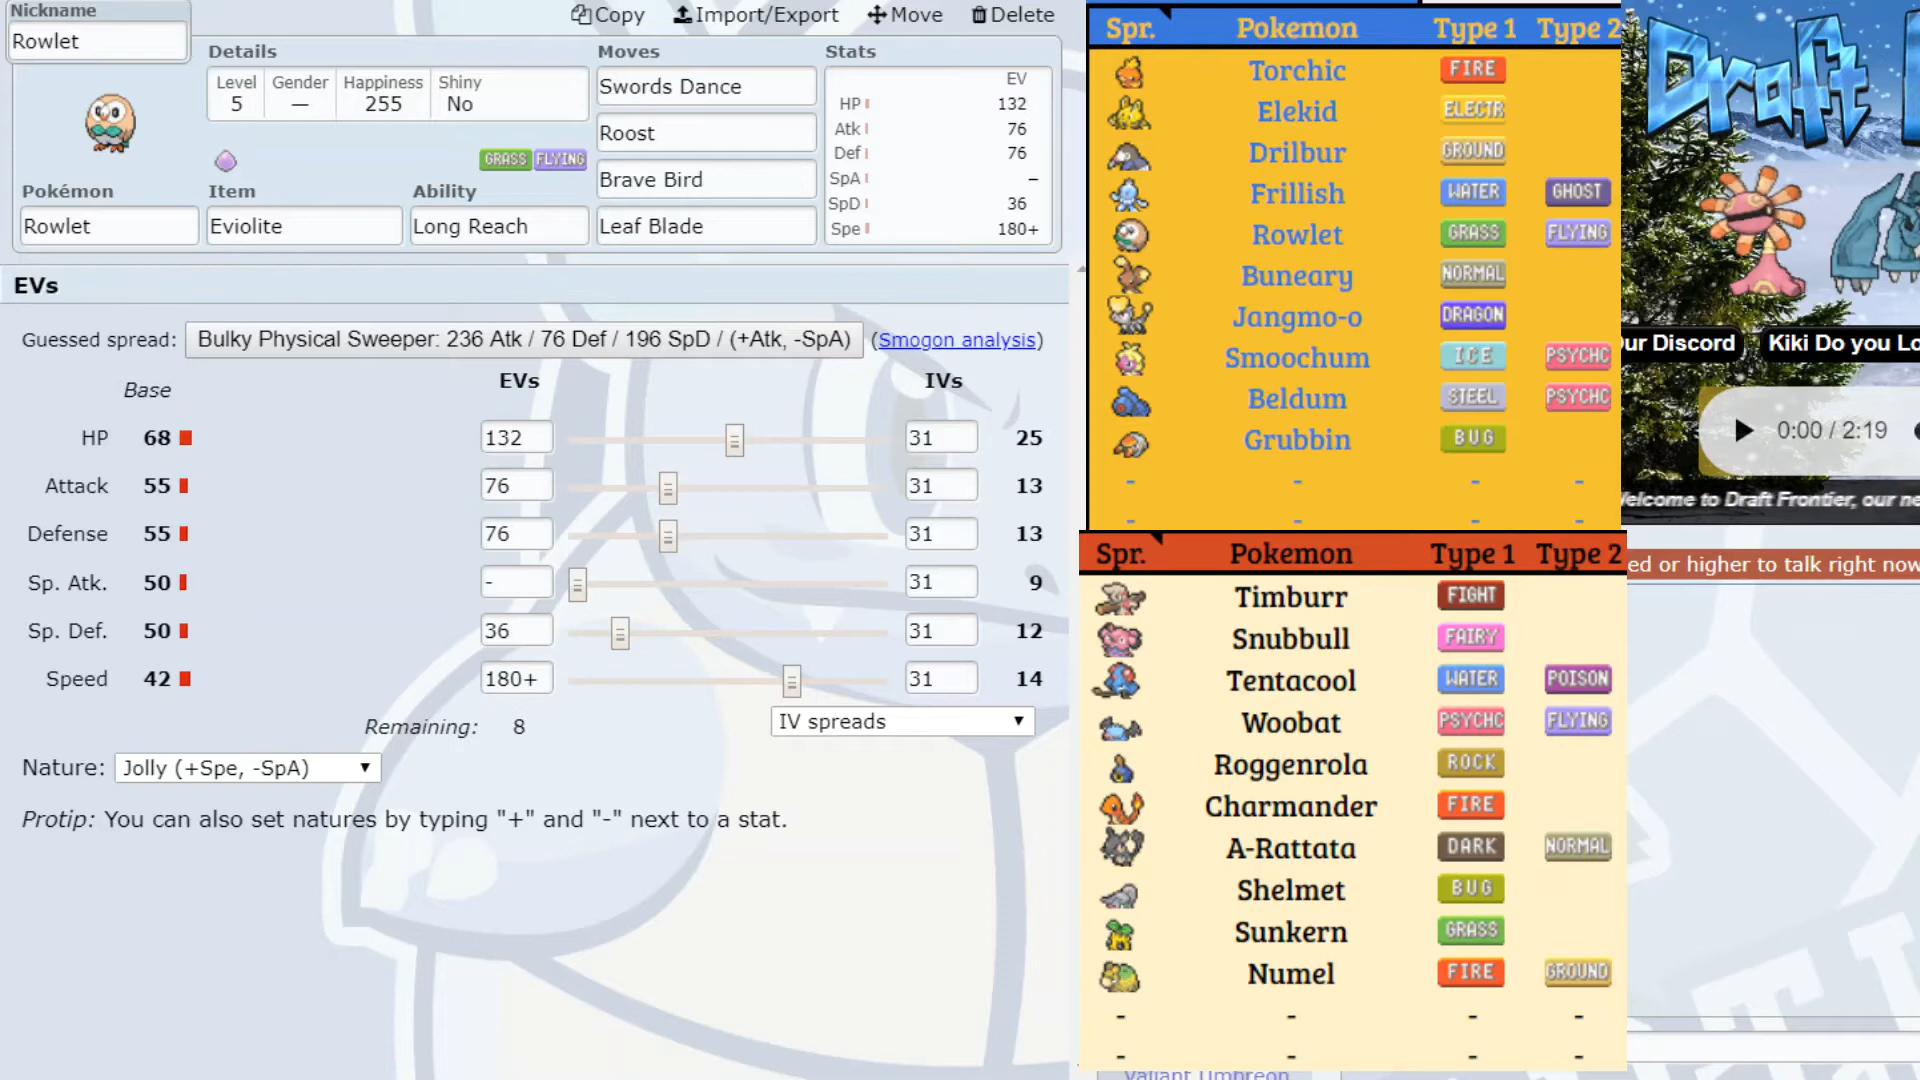 Nickname
Rowlet
Copy Import/Export Move Delete
Details
Level Gender Happiness Shiny
5 — 255 No
GRASS FLYING
Pokémon Item Ability
Rowlet Eviolite Long Reach
Moves
Swords Dance
Roost
Brave Bird
Leaf Blade
Stats
EV
HP 132
Atk 76
Def 76
SpA –
SpD 36
Spe 180+
EVs
Guessed spread: Bulky Physical Sweeper: 236 Atk / 76 Def / 196 SpD / (+Atk, -SpA) (Smogon analysis)
Base EVs IVs
HP 68 132 31 25
Attack 55 76 31 13
Defense 55 76 31 13
Sp. Atk. 50 - 31 9
Sp. Def. 50 36 31 12
Speed 42 180+ 31 14
Remaining: 8 IV spreads
Nature: Jolly (+Spe, -SpA)
Protip: You can also set natures by typing "+" and "-" next to a stat.
Spr. Pokemon Type 1 Type 2
Torchic FIRE
Elekid ELECTR
Drilbur GROUND
Frillish WATER GHOST
Rowlet GRASS FLYING
Buneary NORMAL
Jangmo-o DRAGON
Smoochum ICE PSYCHC
Beldum STEEL PSYCHC
Grubbin BUG
- - - -
- - - -
Spr. Pokemon Type 1 Type 2
Timburr FIGHT
Snubbull FAIRY
Tentacool WATER POISON
Woobat PSYCHC FLYING
Roggenrola ROCK
Charmander FIRE
A-Rattata DARK NORMAL
Shelmet BUG
Sunkern GRASS
Numel FIRE GROUND
- - - -
- - - -
Valiant Umbreon
Draft
ur Discord Kiki Do you Lo
0:00 / 2:19
Welcome to Draft Frontier, our ne
ed or higher to talk right now